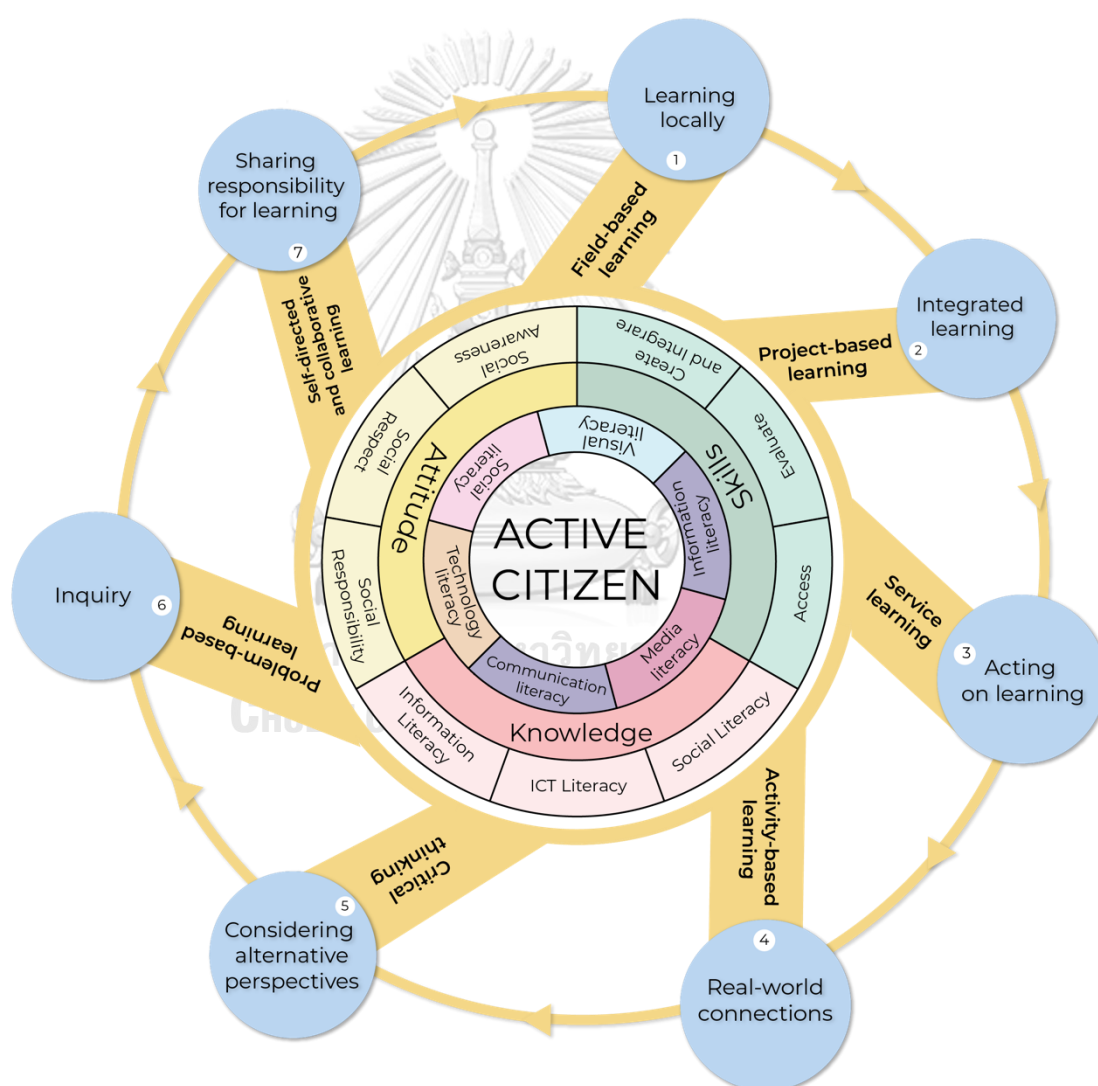 Learning
locally
1
Field-based
learning
Integrated
learning
2
Project-based
learning
Service
learning
3
Acting
on learning
Activity-based
learning
4
Real-world
connections
Critical
thinking
5
Considering
alternative
perspectives
Problem-based
learning
Inquiry
6
Self-directed
and collaborative
learning
Sharing
responsibility
for learning
7
Create
and Integrare
Evaluate
Access
Skills
Social
Awareness
Social
Respect
Social
Responsibility
Attitude
Information
Literacy
ICT Literacy
Social Literacy
Knowledge
Visual
literacy
Information
literacy
Media
literacy
Communication
literacy
Technology
literacy
Social
literacy
ACTIVE
CITIZEN